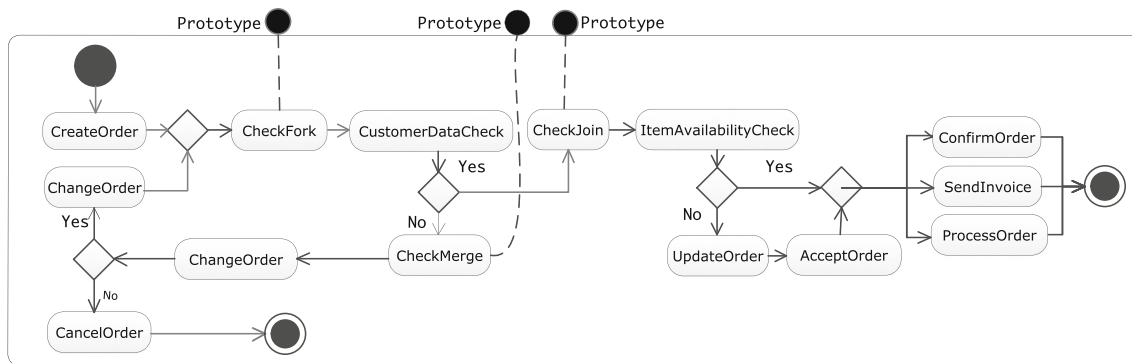 Prototype
Prototype
Prototype
CreateOrder
CheckFork
CustomerDataCheck
CheckJoin
ItemAvailabilityCheck
ConfirmOrder
ChangeOrder
Yes
Yes
SendInvoice
Yes
No
No
ProcessOrder
ChangeOrder
CheckMerge
UpdateOrder
AcceptOrder
No
CancelOrder